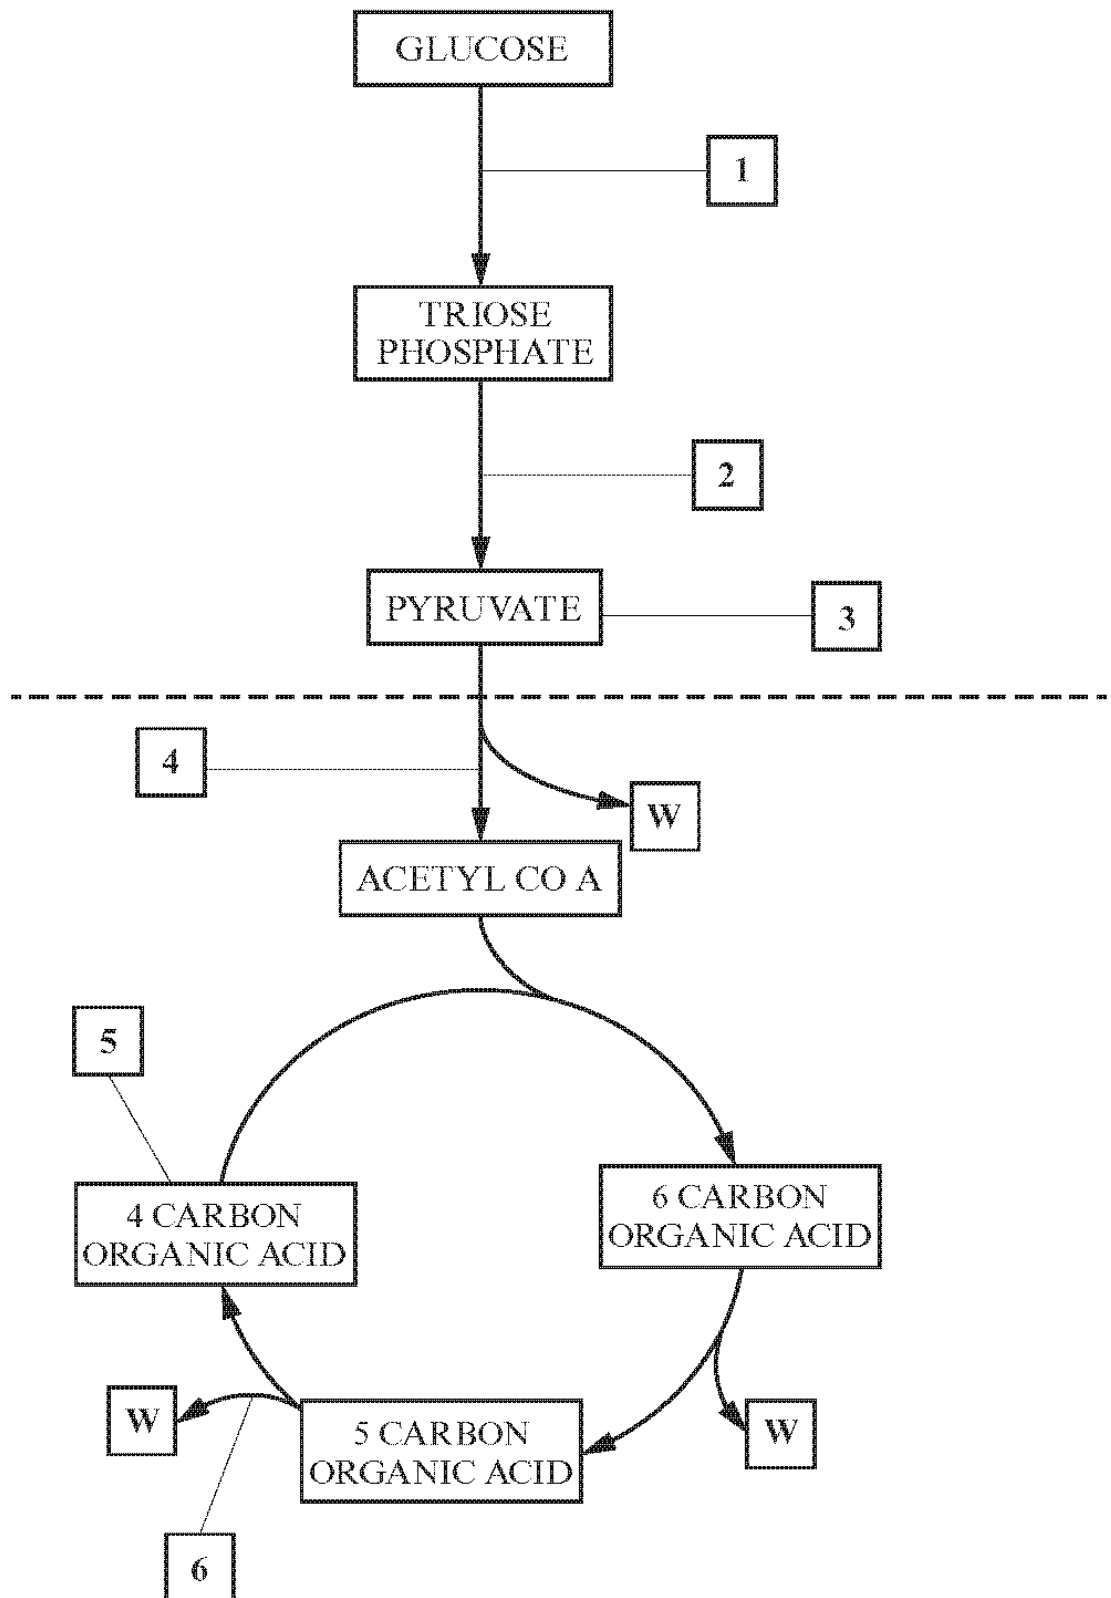 GLUCOSE
1
TRIOSE
PHOSPHATE
2
PYRUVATE
3
4
W
ACETYL CO A
5
4 CARBON
ORGANIC ACID
6 CARBON
ORGANIC ACID
W
5 CARBON
ORGANIC ACID
W
6